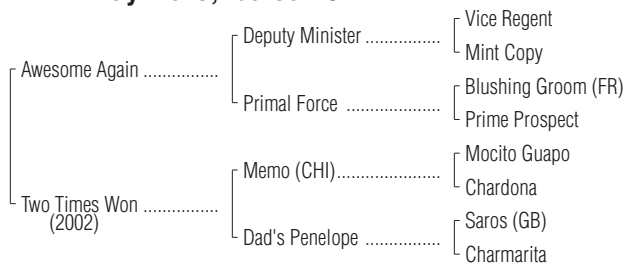 Vice Regent
Deputy Minister ................
Mint Copy
Awesome Again ................
Blushing Groom (FR)
Primal Force ....................
Prime Prospect
Mocito Guapo
Memo (CHI)......................
Chardona
Two Times Won ................
(2002)
Saros (GB)
Dad's Penelope ................
Charmarita